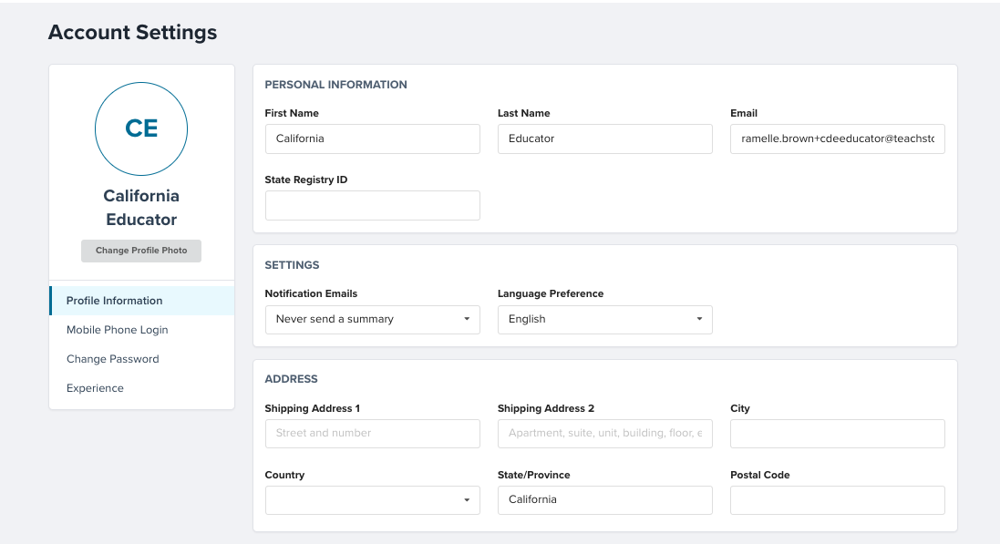 Account Settings
CE
California
Educator
Change Profile Photo
Profile Information
Mobile Phone Login
Change Password
Experience
PERSONAL INFORMATION
First Name
Last Name
Email
California
Educator
ramelle.brown+cdeeducator@teachsto
State Registry ID
SETTINGS
Notification Emails
Language Preference
Never send a summary
English
ADDRESS
Shipping Address 1
Shipping Address 2
City
Street and number
Apartment, suite, unit, building, floor, e
Country
State/Province
Postal Code
California